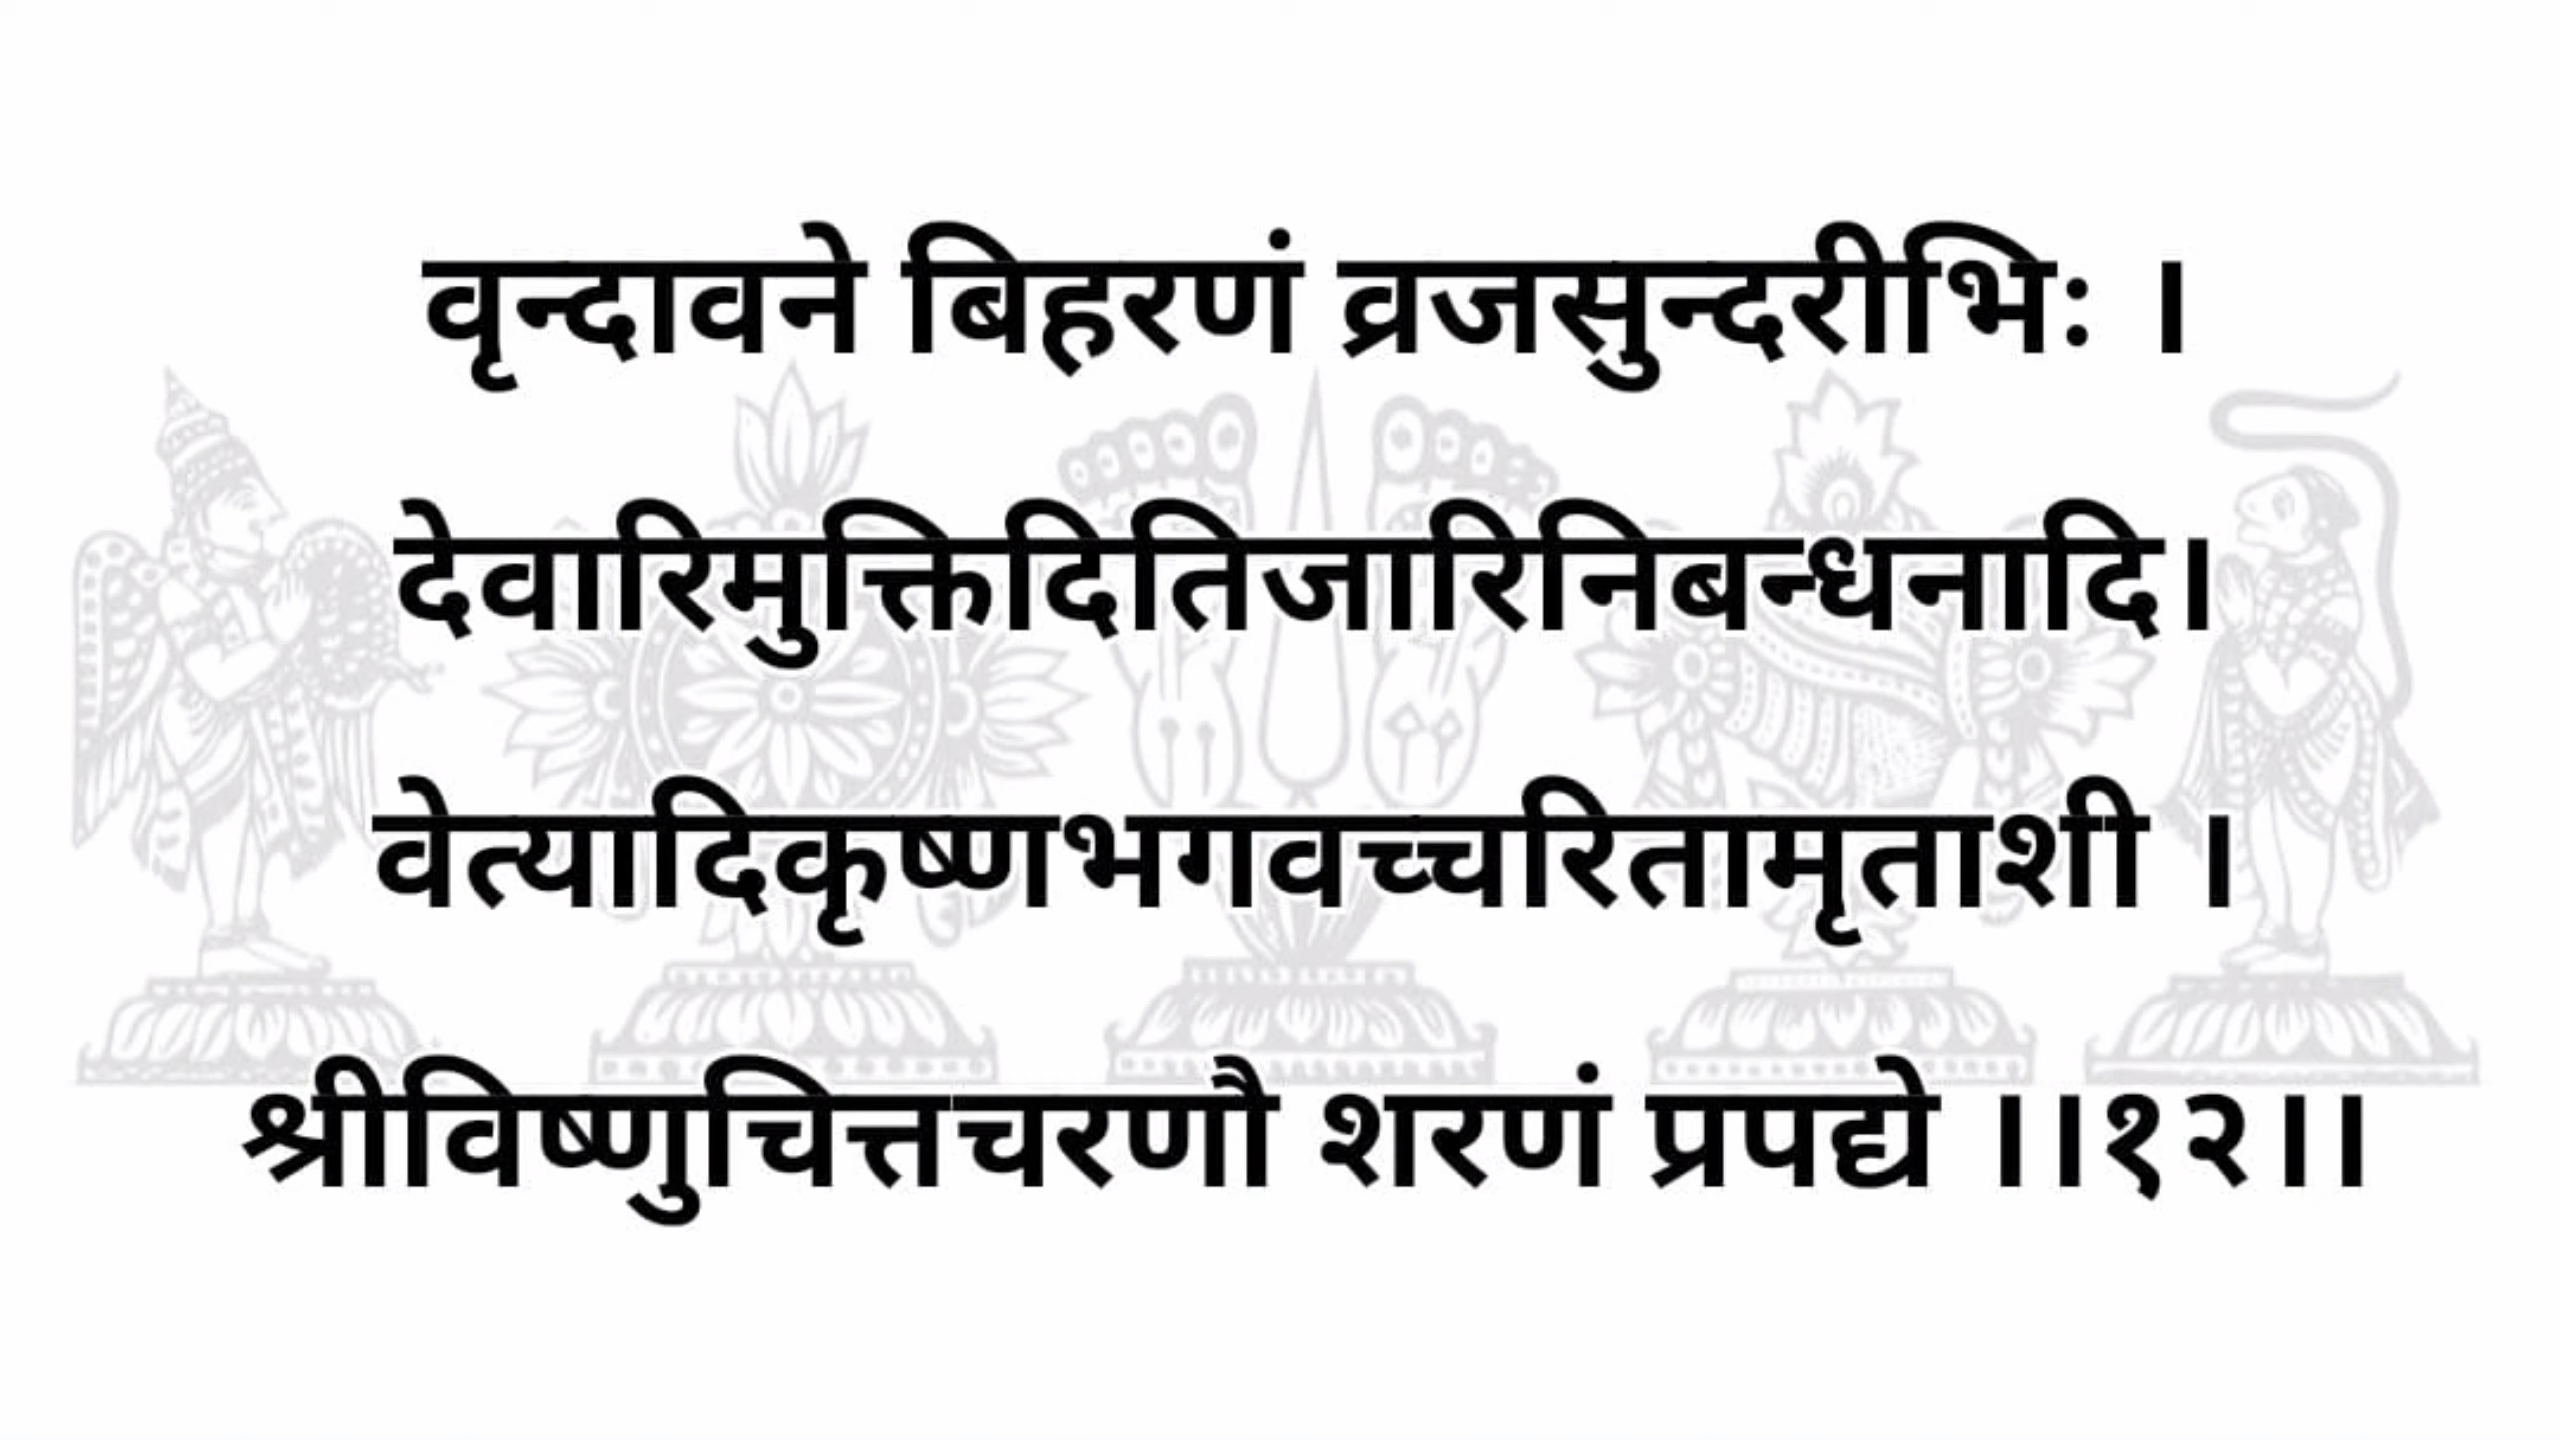 वृन्दावने बिहरणं व्रजसुन्दरीभिः ।
देवारिमुक्तिदितिजारिनिबन्धनादि।
वेत्यादिकृष्णभगवच्चरितामृताशी ।
श्रीविष्णुचित्तचरणौ शरणं प्रपद्ये ।।१२।।